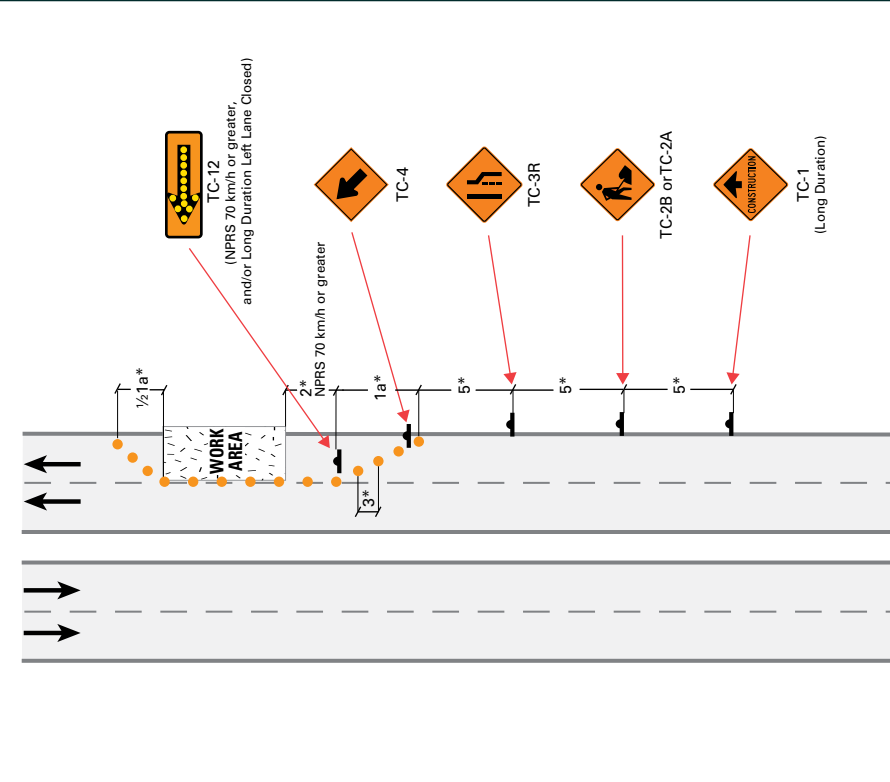 TC-12
(NPRS 70 km/h or greater,
and/or Long Duration Left Lane Closed)
TC-4
TC-3R
TC-2B or TC-2A
CONSTRUCTION
TC-1
(Long Duration)
½ 1a*
2*
NPRS 70 km/h or greater
1a*
5*
5*
5*
WORK
AREA
3*